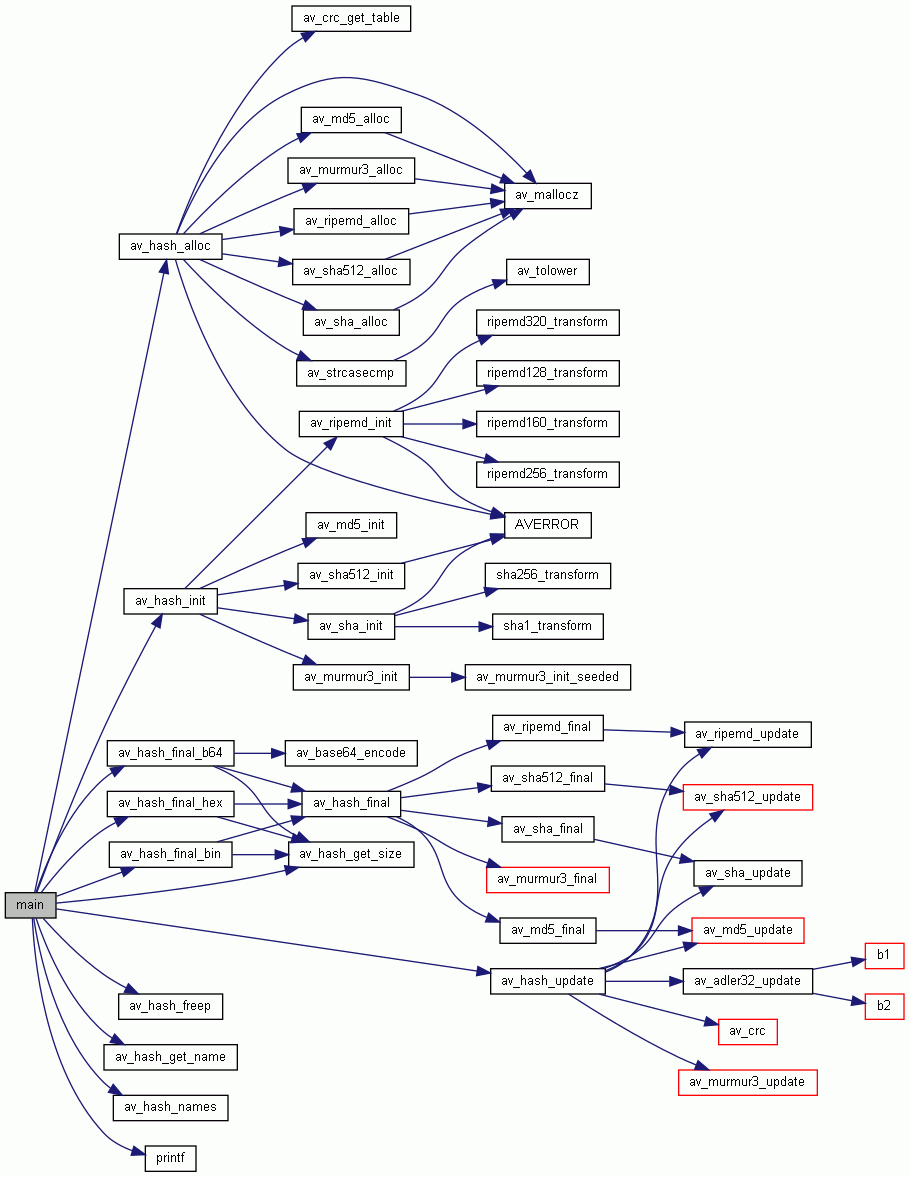 av_crc_get_table
av_md5_alloc
av_murmur3_alloc
av_mallocz
av_ripemd_alloc
av_hash_alloc
av_sha512_alloc
av_tolower
av_sha_alloc
ripemd320_transform
av_strcasecmp
ripemd128_transform
av_ripemd_init
ripemd160_transform
ripemd256_transform
av_md5_init
AVERROR
av_sha512_init
sha256_transform
av_hash_init
av_sha_init
sha1_transform
av_murmur3_init
av_murmur3_init_seeded
av_ripemd_final
av_ripemd_update
av_hash_final_b64
av_base64_encode
av_sha512_final
av_sha512_update
av_hash_final_hex
av_hash_final
av_sha_final
av_hash_final_bin
av_hash_get_size
av_murmur3_final
av_sha_update
main
av_md5_final
av_md5_update
b1
av_hash_update
av_adler32_update
b2
av_hash_freep
av_crc
av_hash_get_name
av_murmur3_update
av_hash_names
printf